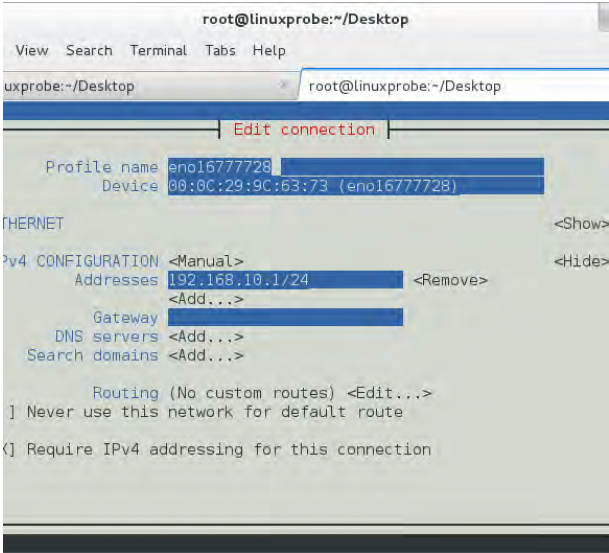 root@linuxprobe:~/Desktop
View Search Terminal Tabs Help
uxprobe:~/Desktop × root@linuxprobe:~/Desktop
Edit connection
Profile name eno16777728
Device 00:0C:29:9C:63:73 (eno16777728)
THERNET <Show>
Pv4 CONFIGURATION <Manual> <Hide>
Addresses 192.168.10.1/24 <Remove>
<Add...>
Gateway
DNS servers <Add...>
Search domains <Add...>
Routing (No custom routes) <Edit...>
] Never use this network for default route
X] Require IPv4 addressing for this connection